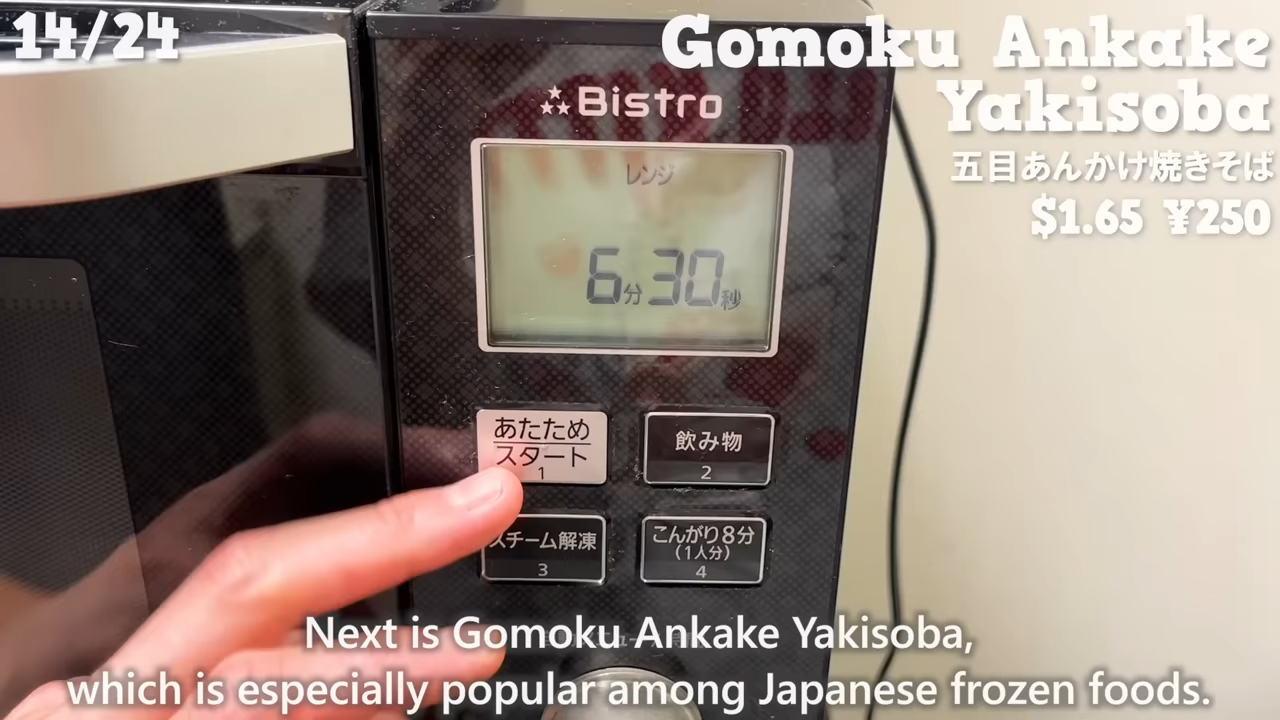 14/24
Gomoku Ankake
Yakisoba
五目あんかけ焼きそば
$1.65 ¥250
Bistro
レンジ
6分30秒
あたため
スタート
1
飲み物
2
スチーム解凍
3
こんがり8分
(1人分)
4
Next is Gomoku Ankake Yakisoba,
which is especially popular among Japanese frozen foods.